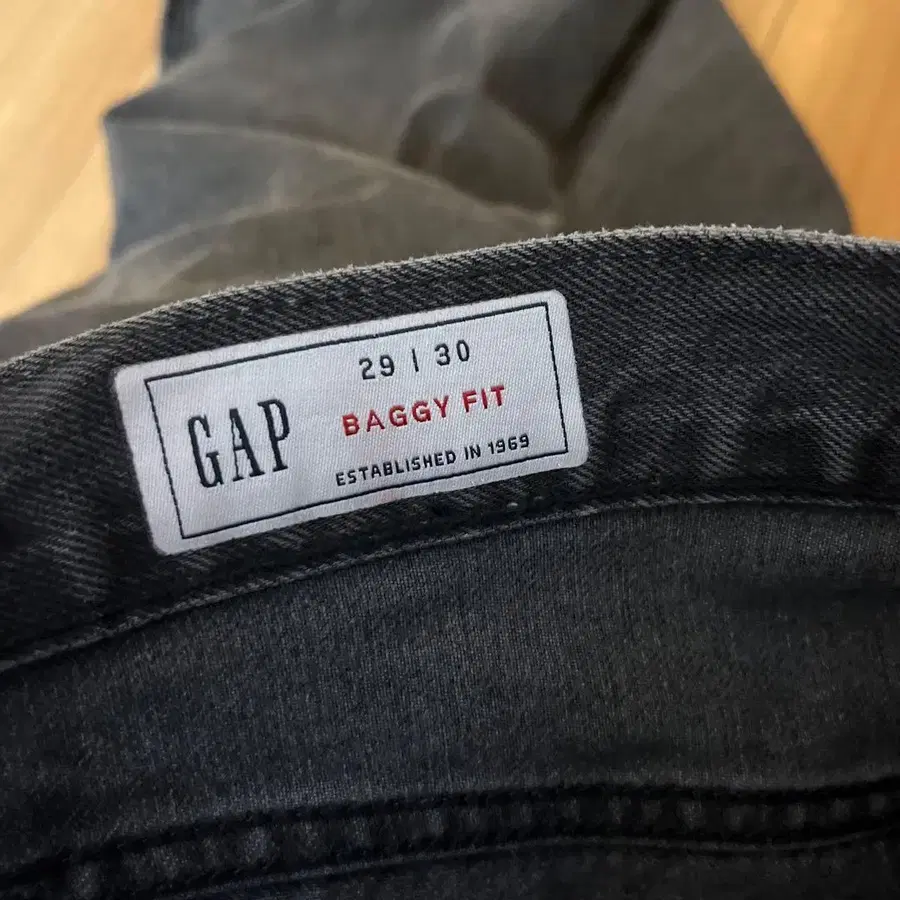 GAP
29 | 30
BAGGY FIT
ESTABLISHED IN 1969